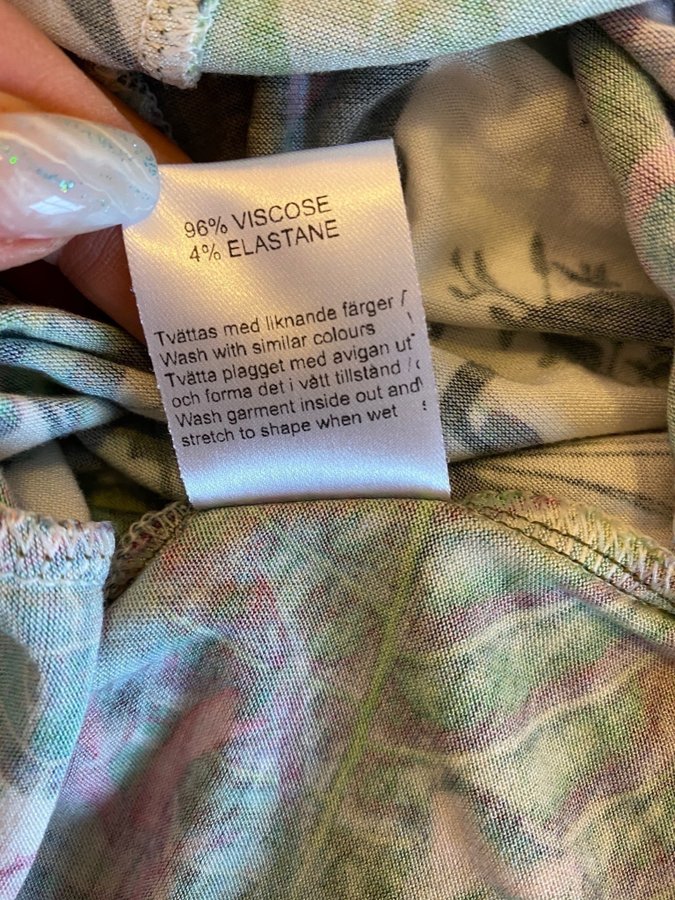 96% VISCOSE
4% ELASTANE
Tvättas med liknande färger /
Wash with similar colours
Tvätta plagget med avigan ut
och forma det i vått tillstånd /
Wash garment inside out and
stretch to shape when wet